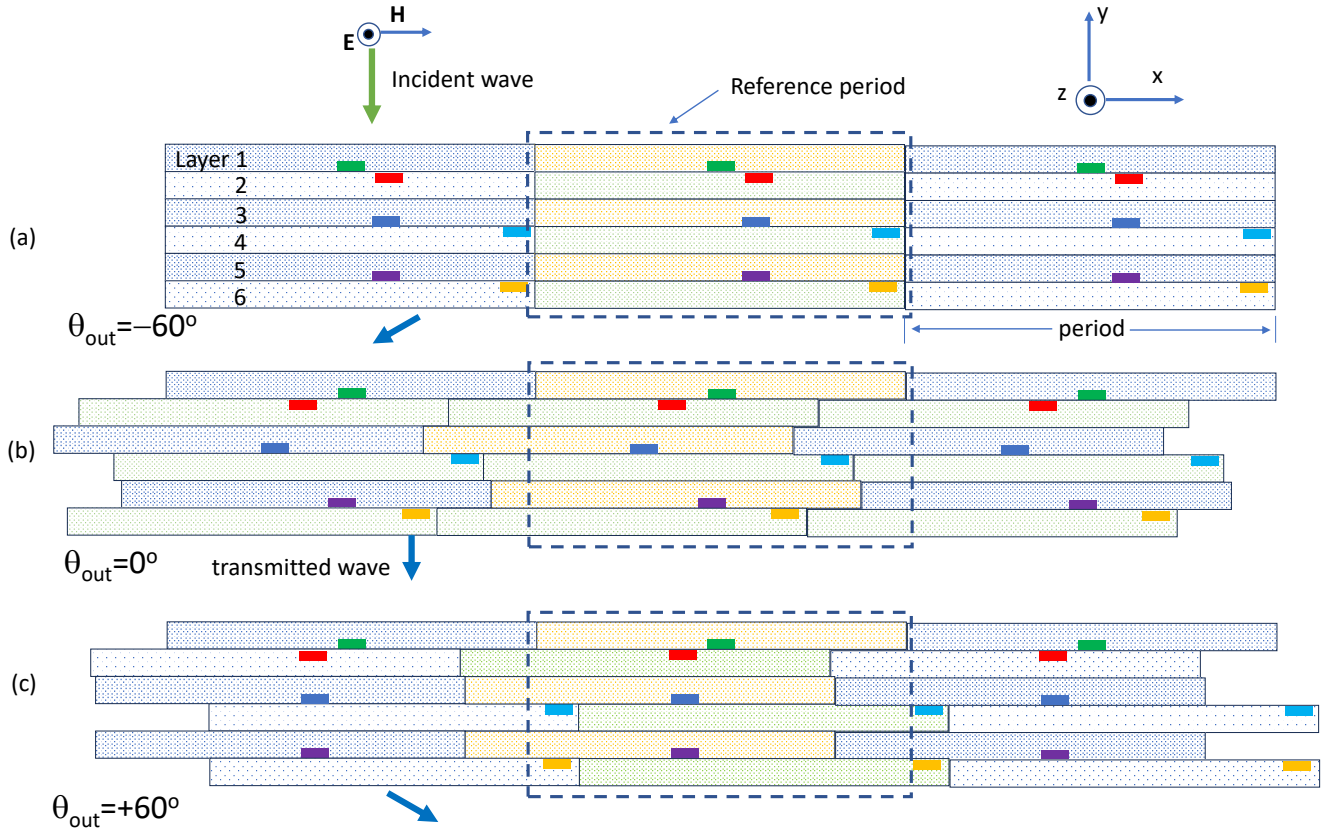 H
E
Incident wave
Reference period
y
x
z
Layer 1
2
3
4
5
6
(a)
θout=−60º
period
(b)
θout=0º
transmitted wave
(c)
θout=+60º